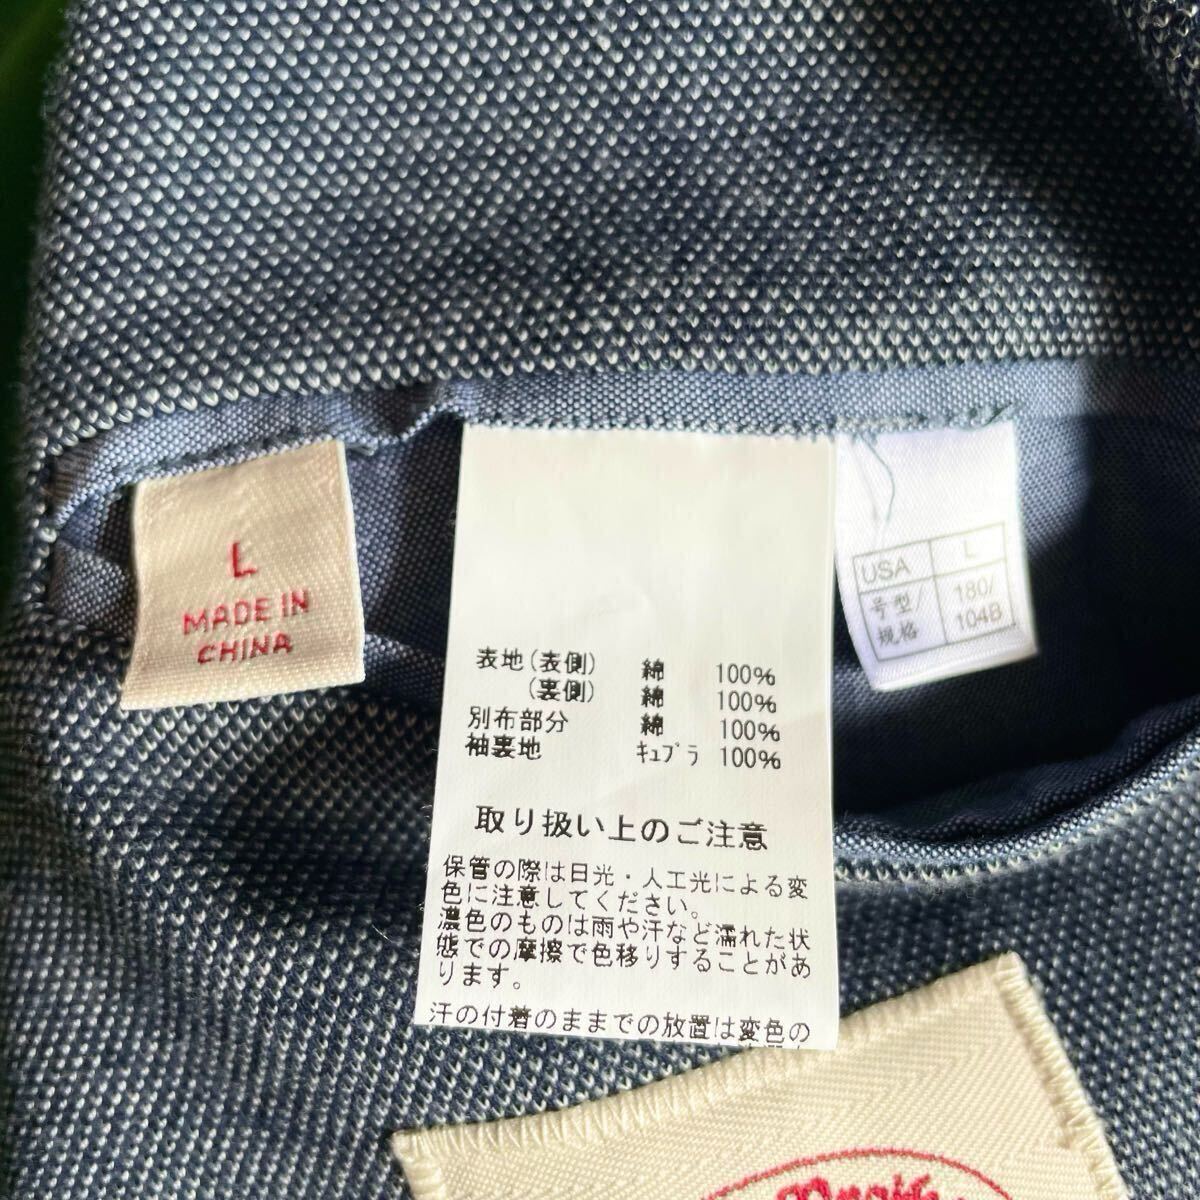 L
MADE IN
CHINA
表地(表側) 綿 100%
(裏側) 綿 100%
別布部分 綿 100%
袖裏地 ｷｭﾌﾟﾗ 100%
取り扱い上のご注意
保管の際は日光・人工光による変
色に注意してください。
濃色のものは雨や汗など濡れた状
態での摩擦で色移りすることがあ
ります。
汗の付着のままでの放置は変色の
USA L
号型/ 180/
規格 104B